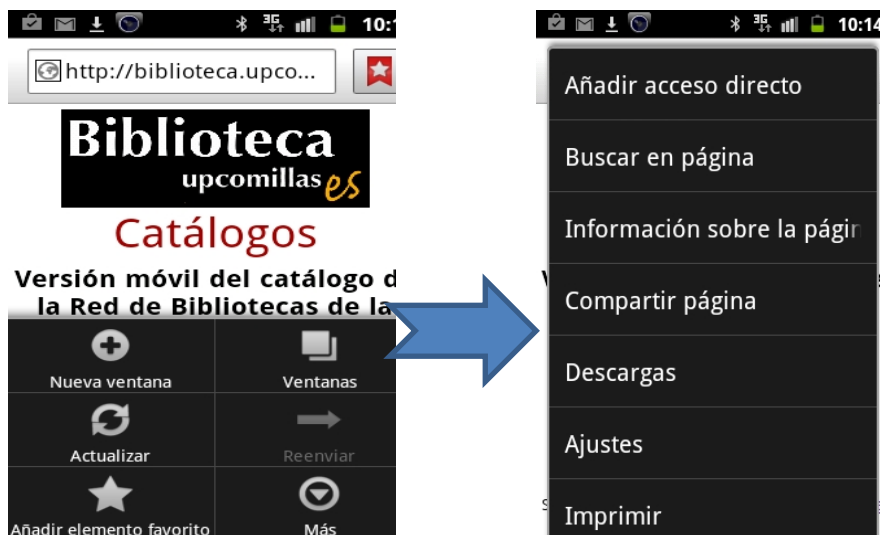 3G
10:1
http://biblioteca.upco...
Biblioteca
upcomillas es
Catálogos
Versión móvil del catálogo d
la Red de Bibliotecas de la
Nueva ventana
Ventanas
Actualizar
Reenviar
Añadir elemento favorito
Más
3G
10:14
Añadir acceso directo
Buscar en página
Información sobre la págin
Compartir página
Descargas
Ajustes
Imprimir